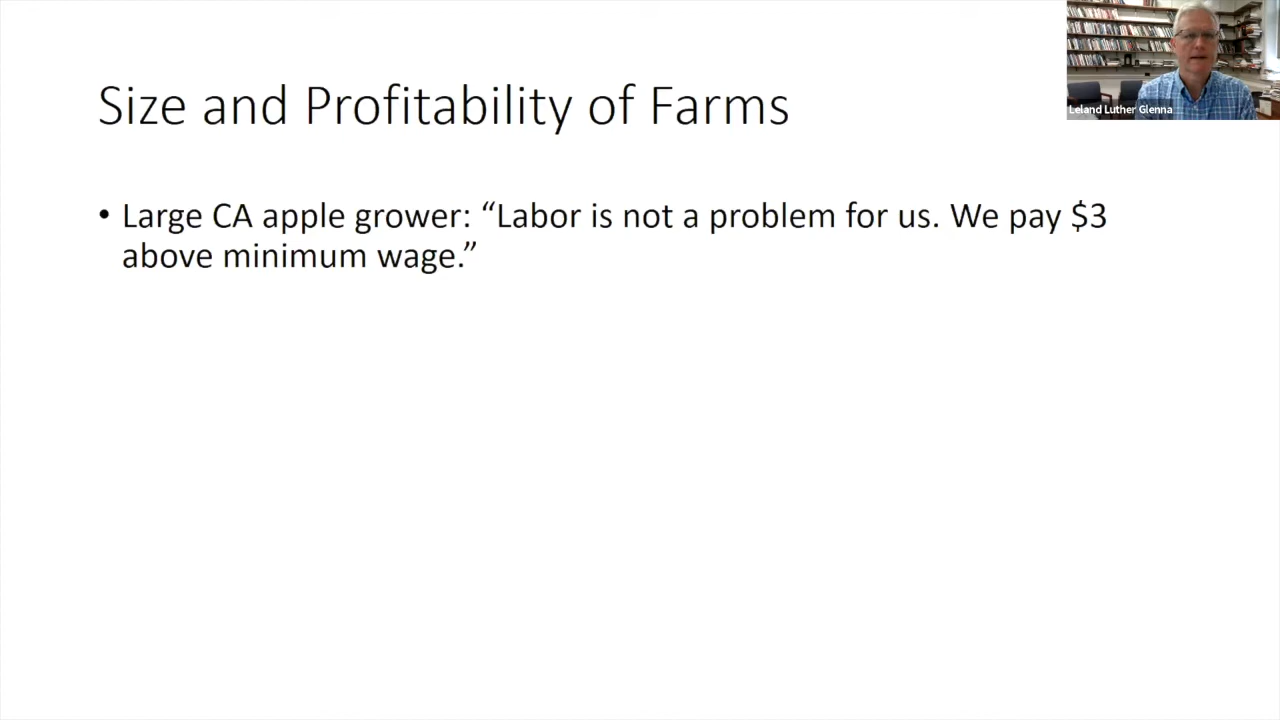 Size and Profitability of Farms
Leland Luther Glenna
• Large CA apple grower: “Labor is not a problem for us. We pay $3
above minimum wage.”